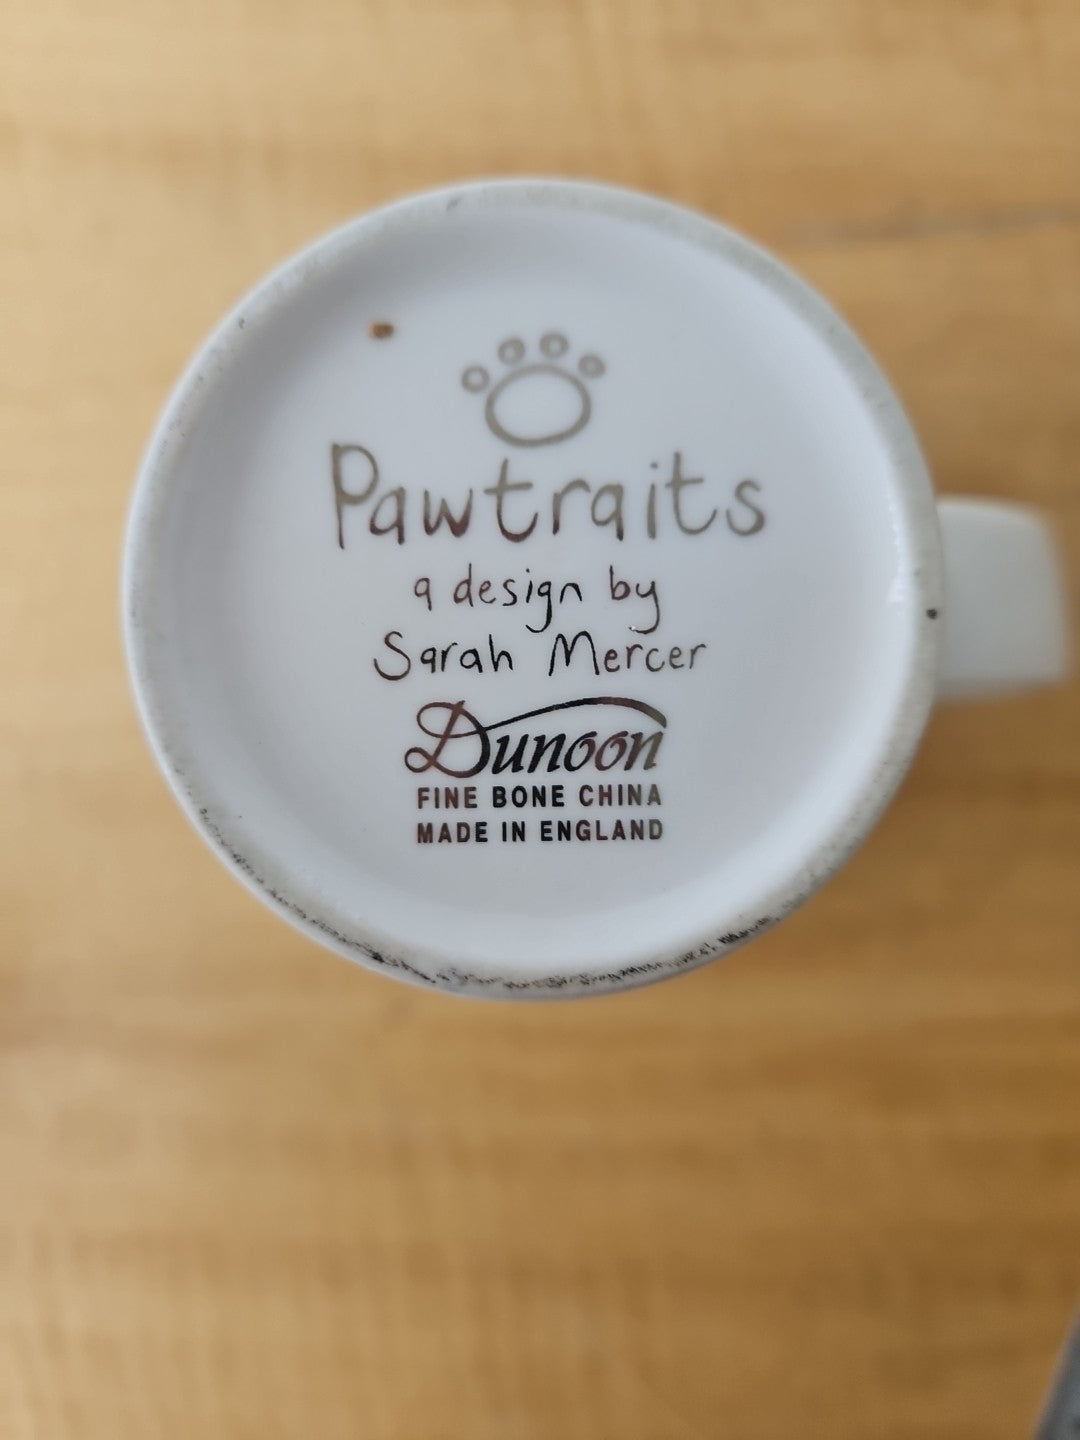 Pawtraits
a design by
Sarah Mercer
Dunoon
FINE BONE CHINA
MADE IN ENGLAND